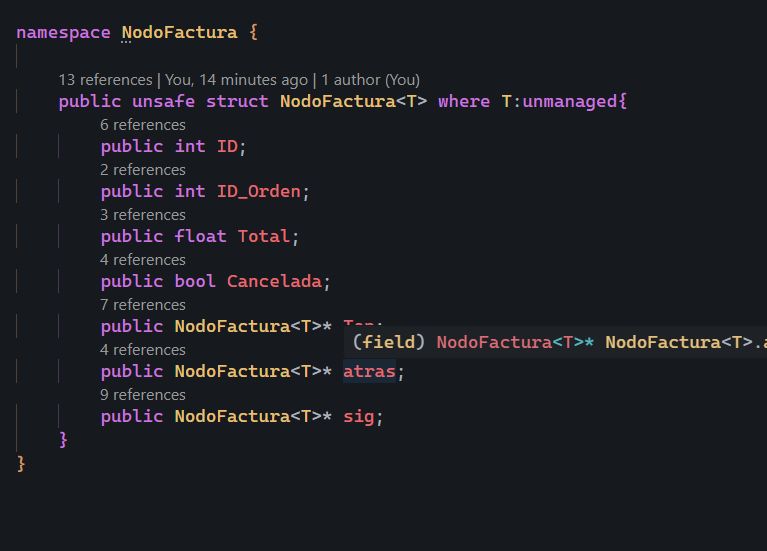 namespace NodoFactura {
13 references | You, 14 minutes ago | 1 author (You)
public unsafe struct NodoFactura<T> where T:unmanaged{
6 references
public int ID;
2 references
public int ID_Orden;
3 references
public float Total;
4 references
public bool Cancelada;
7 references
public NodoFactura<T>*
(field) NodoFactura<T>* NodoFactura<T>.
4 references
public NodoFactura<T>* atras;
9 references
public NodoFactura<T>* sig;
}
}